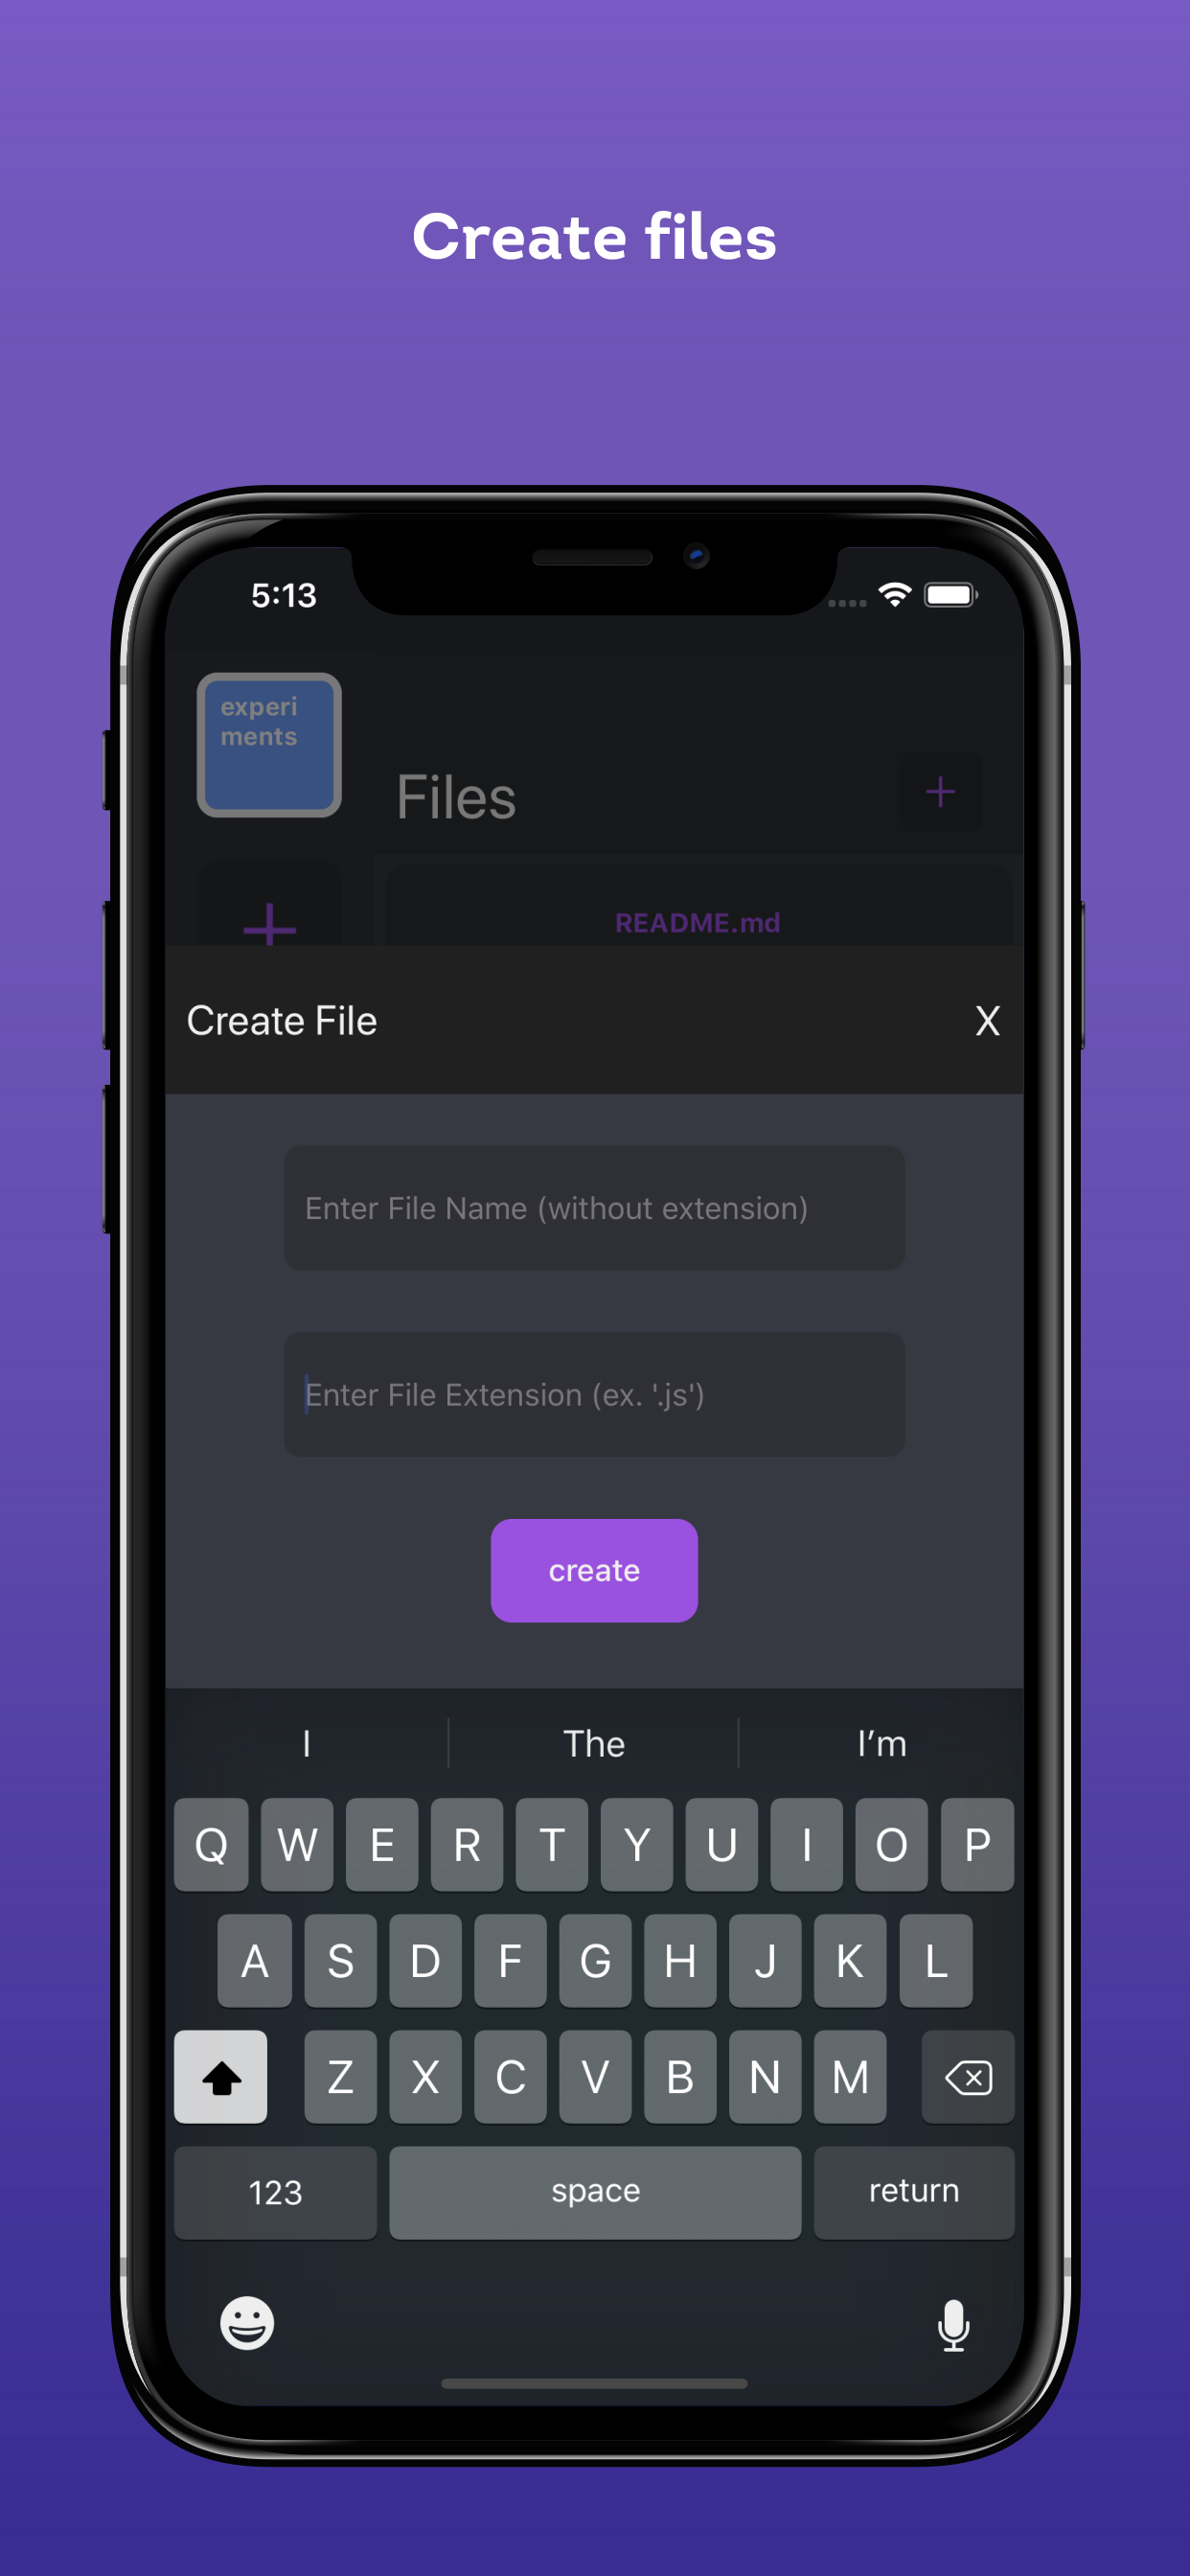 Create files
5:13
experi
ments
Files
+
+
README.md
Create File
X
Enter File Name (without extension)
Enter File Extension (ex. '.js')
create
I
The
I’m
Q W E R T Y U I O P
A S D F G H J K L
Z X C V B N M
123
space
return